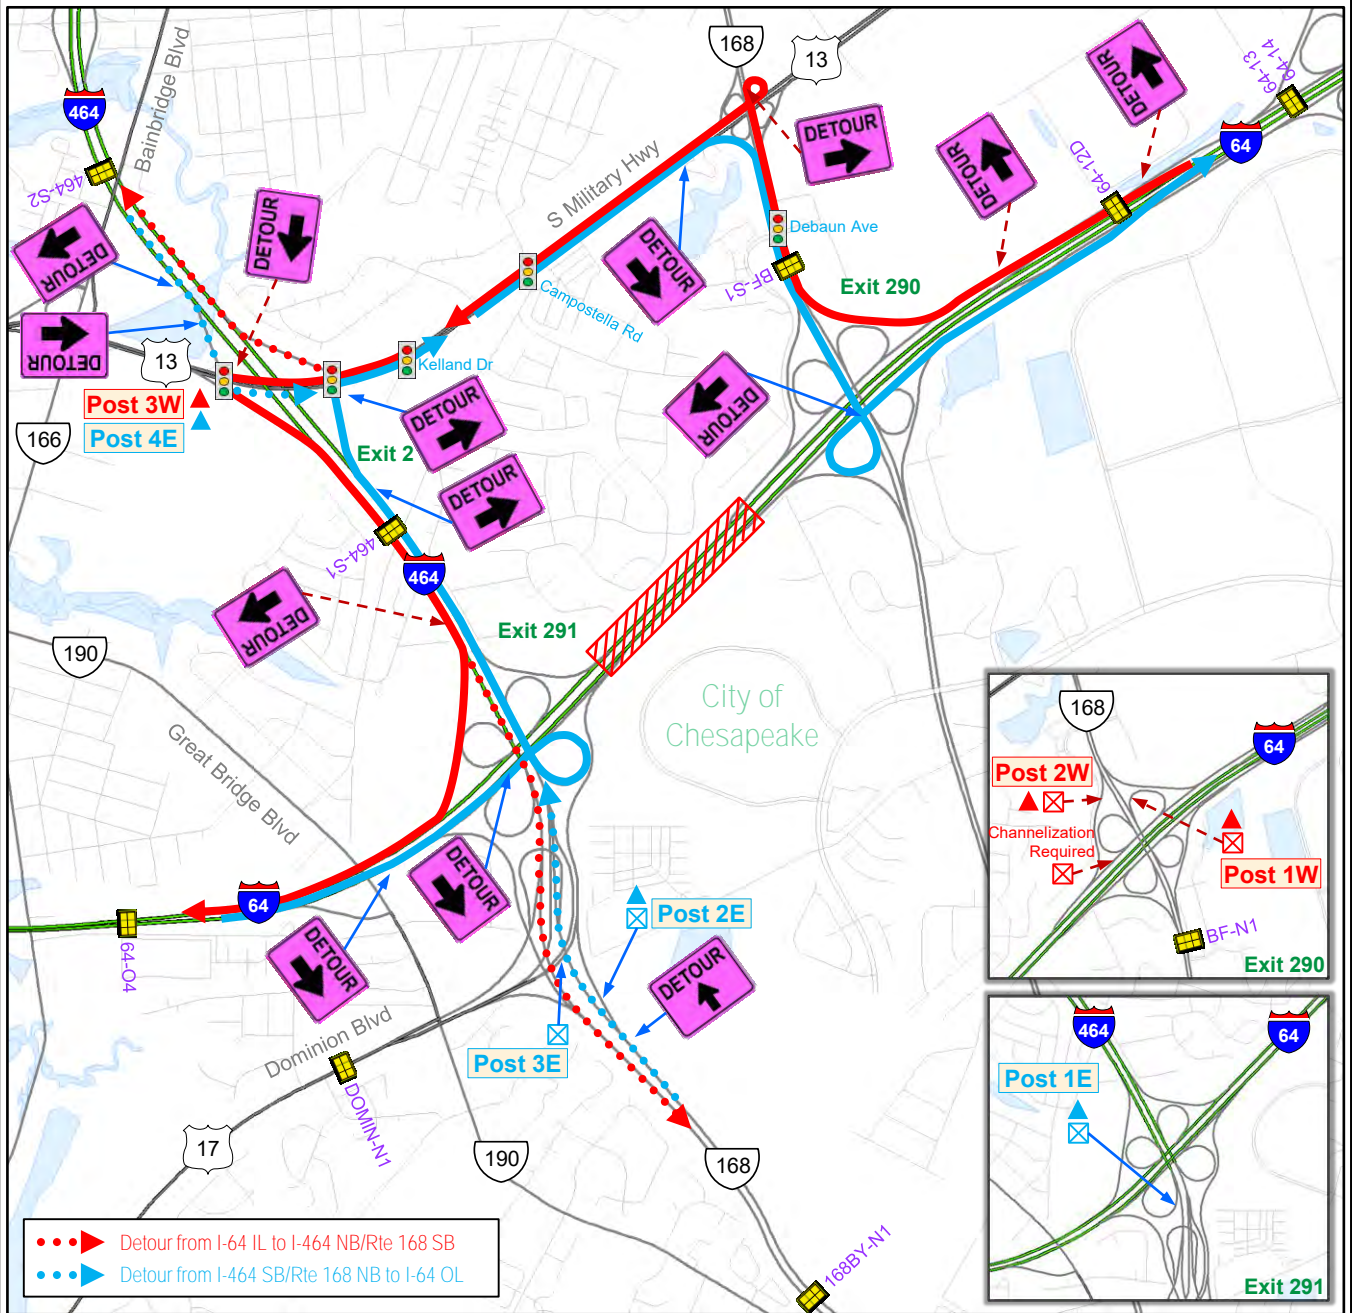 168
13
464
Bainbridge Blvd
464-S2
DETOUR
DETOUR
DETOUR
S Military Hwy
DETOUR
DETOUR
DETOUR
DETOUR
64-13
64-14
64
64-12D
Debaun Ave
BF-S1
Exit 290
Campostella Rd
Kelland Dr
13
Post 3W
Post 4E
166
DETOUR
Exit 2
DETOUR
DETOUR
464-S1
464
DETOUR
Exit 291
190
Great Bridge Blvd
City of
Chesapeake
168
64
Post 2W
Channelization
Required
Post 1W
BF-N1
Exit 290
64
64-O4
DETOUR
DETOUR
Post 2E
DETOUR
Post 3E
Dominion Blvd
DOMIN-N1
17
190
168
168BY-N1
464
64
Post 1E
Exit 291
Detour from I-64 IL to I-464 NB/Rte 168 SB
Detour from I-464 SB/Rte 168 NB to I-64 OL